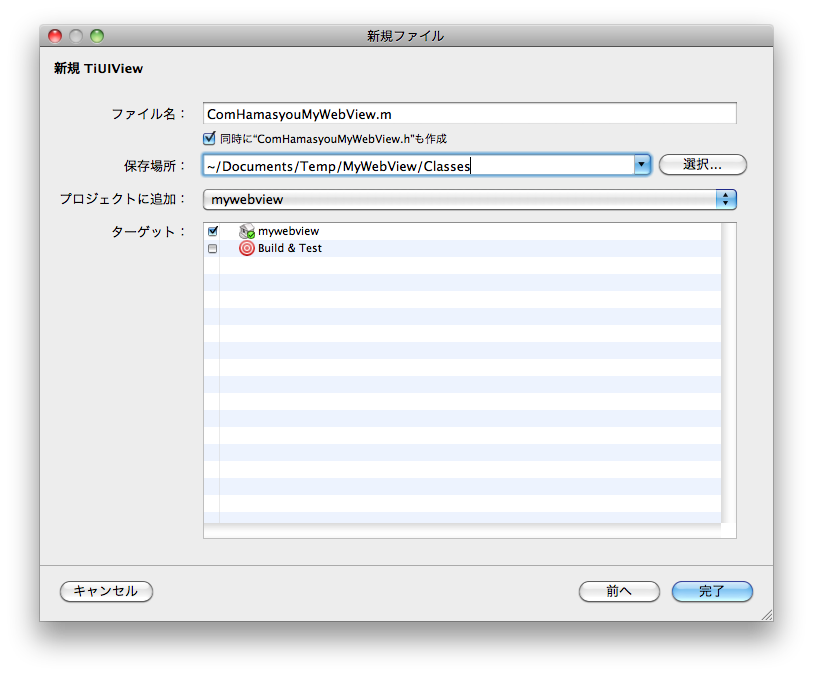 新規ファイル
新規 TiUIView
ファイル名：
ComHamasyouMyWebView.m
同時に“ComHamasyouMyWebView.h”も作成
保存場所：
~/Documents/Temp/MyWebView/Classes
選択...
プロジェクトに追加：
mywebview
ターゲット：
mywebview
Build & Test
キャンセル
前へ
完了